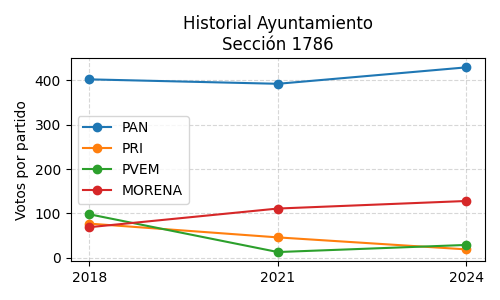 Historial Ayuntamiento
Sección 1786
Votos por partido
400
300
200
100
0
PAN
PRI
PVEM
MORENA
2018
2021
2024